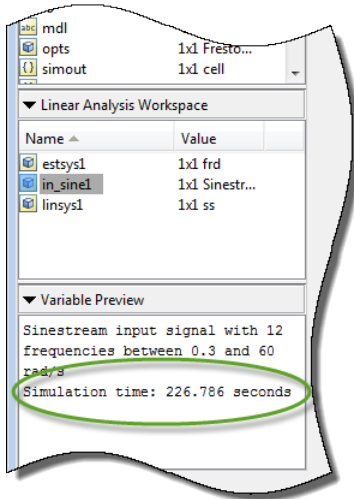 abc mdl
opts 1x1 Fresto...
{} simout 1x1 cell
Linear Analysis Workspace
Name Value
estsys1 1x1 frd
in_sine1 1x1 Sinestr...
linsys1 1x1 ss
Variable Preview
Sinestream input signal with 12
frequencies between 0.3 and 60
rad/s
Simulation time: 226.786 seconds